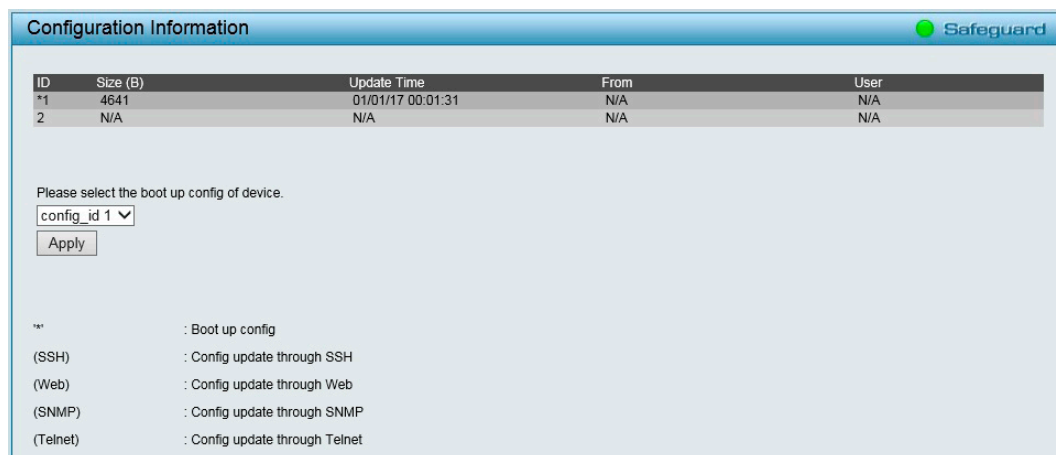 Configuration Information Safeguard
ID Size (B) Update Time From User
*1 4641 01/01/17 00:01:31 N/A N/A
2 N/A N/A N/A N/A
Please select the boot up config of device.
config_id 1
Apply
'*' : Boot up config
(SSH) : Config update through SSH
(Web) : Config update through Web
(SNMP) : Config update through SNMP
(Telnet) : Config update through Telnet